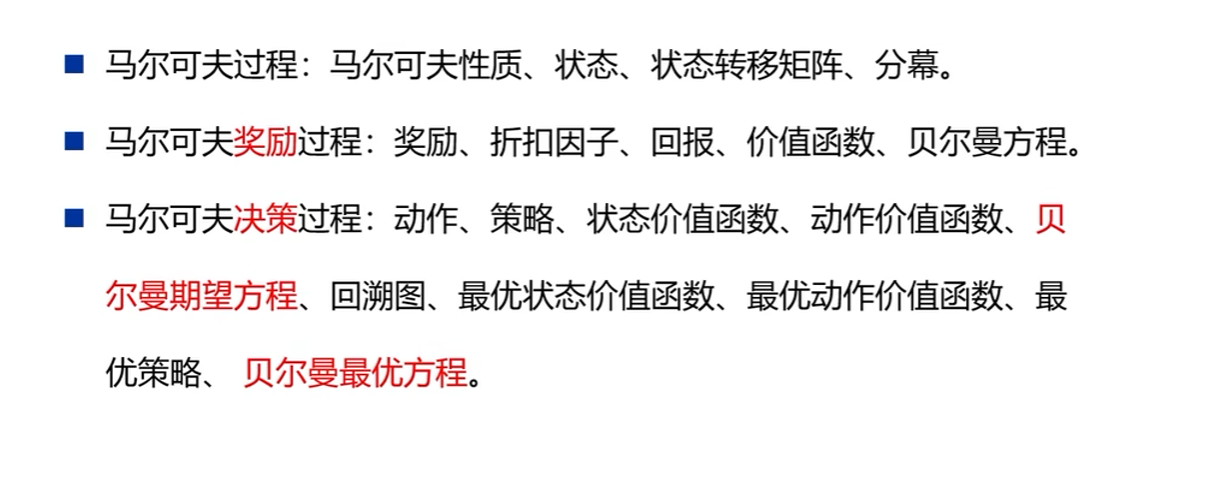 ■ 马尔可夫过程：马尔可夫性质、状态、状态转移矩阵、分幕。
■ 马尔可夫奖励过程：奖励、折扣因子、回报、价值函数、贝尔曼方程。
■ 马尔可夫决策过程：动作、策略、状态价值函数、动作价值函数、贝
尔曼期望方程、回溯图、最优状态价值函数、最优动作价值函数、最
优策略、 贝尔曼最优方程。